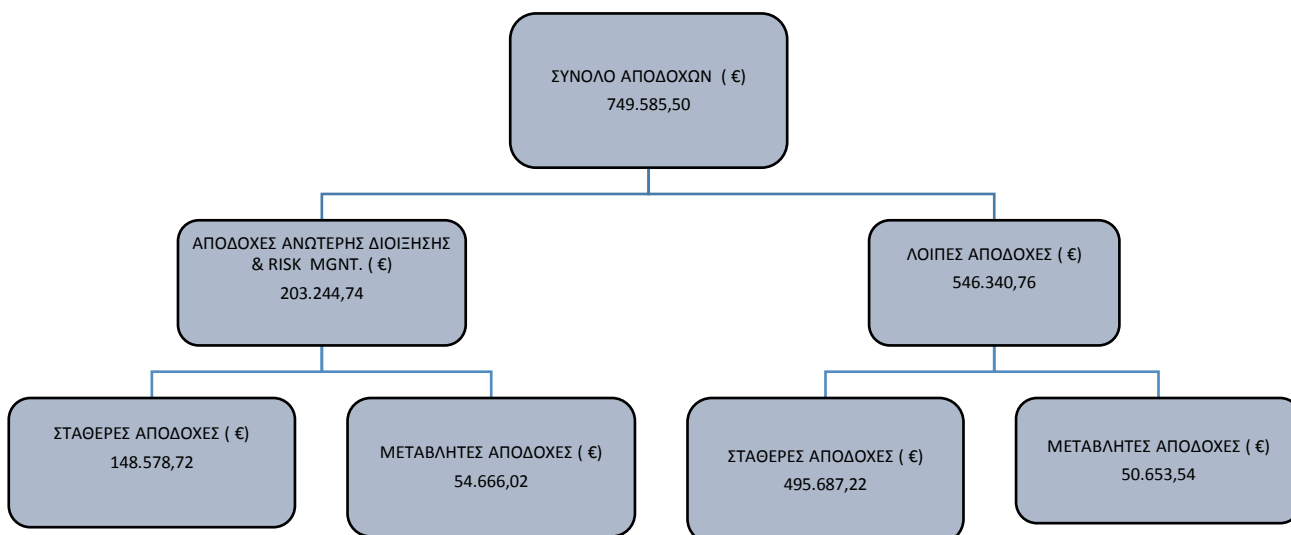 ΣΥΝΟΛΟ ΑΠΟΔΟΧΩΝ ( €)
749.585,50
ΑΠΟΔΟΧΕΣ ΑΝΩΤΕΡΗΣ ΔΙΟΙΞΗΣΗΣ
& RISK MGNT. ( €)
203.244,74
ΛΟΙΠΕΣ ΑΠΟΔΟΧΕΣ ( €)
546.340,76
ΣΤΑΘΕΡΕΣ ΑΠΟΔΟΧΕΣ ( €)
148.578,72
ΜΕΤΑΒΛΗΤΕΣ ΑΠΟΔΟΧΕΣ ( €)
54.666,02
ΣΤΑΘΕΡΕΣ ΑΠΟΔΟΧΕΣ ( €)
495.687,22
ΜΕΤΑΒΛΗΤΕΣ ΑΠΟΔΟΧΕΣ ( €)
50.653,54